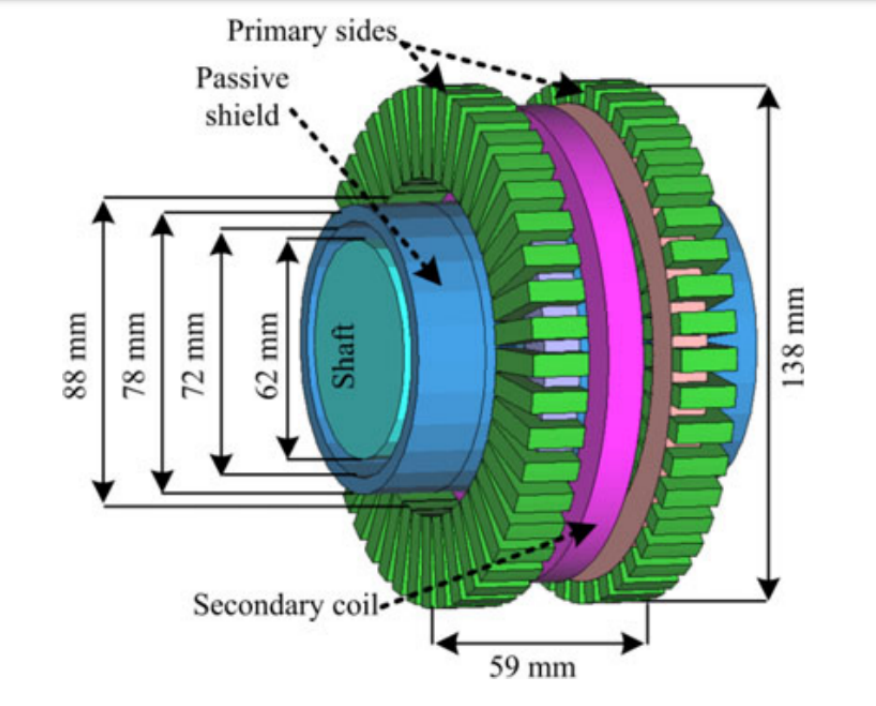 Primary sides
Passive
shield
88 mm
78 mm
72 mm
62 mm
Shaft
138 mm
Secondary coil
59 mm